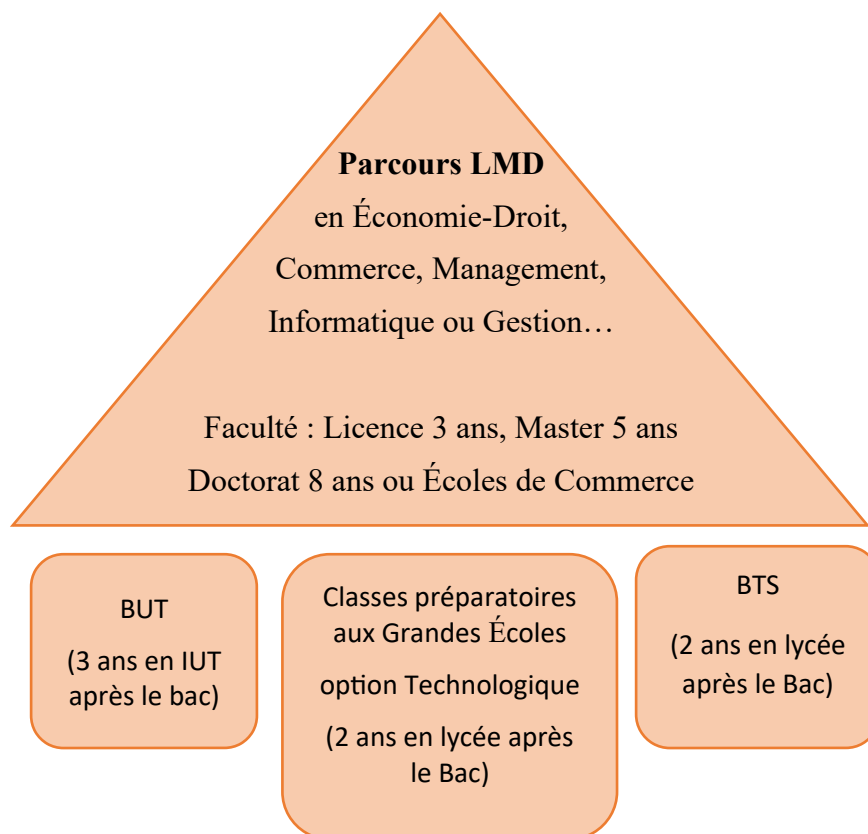 Parcours LMD
en Économie-Droit,
Commerce, Management,
Informatique ou Gestion…
Faculté : Licence 3 ans, Master 5 ans
Doctorat 8 ans ou Écoles de Commerce
BUT
(3 ans en IUT
après le bac)
Classes préparatoires
aux Grandes Écoles
option Technologique
(2 ans en lycée après
le Bac)
BTS
(2 ans en lycée
après le Bac)